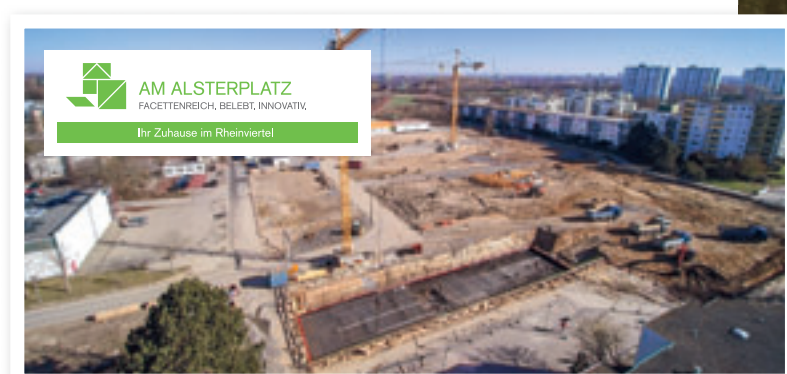 AM ALSTERPLATZ
FACETTENREICH, BELEBT, INNOVATIV,
Ihr Zuhause im Rheinviertel